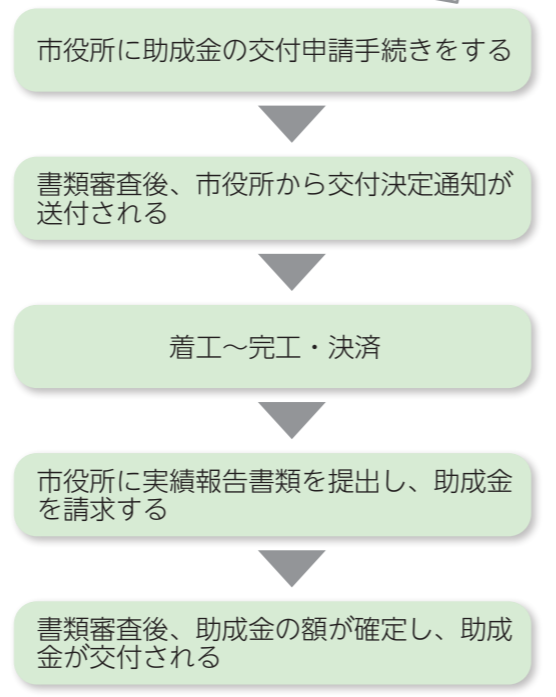 市役所に助成金の交付申請手続きをする
書類審査後、市役所から交付決定通知が
送付される
着工～完工・決済
市役所に実績報告書類を提出し、助成金
を請求する
書類審査後、助成金の額が確定し、助成
金が交付される